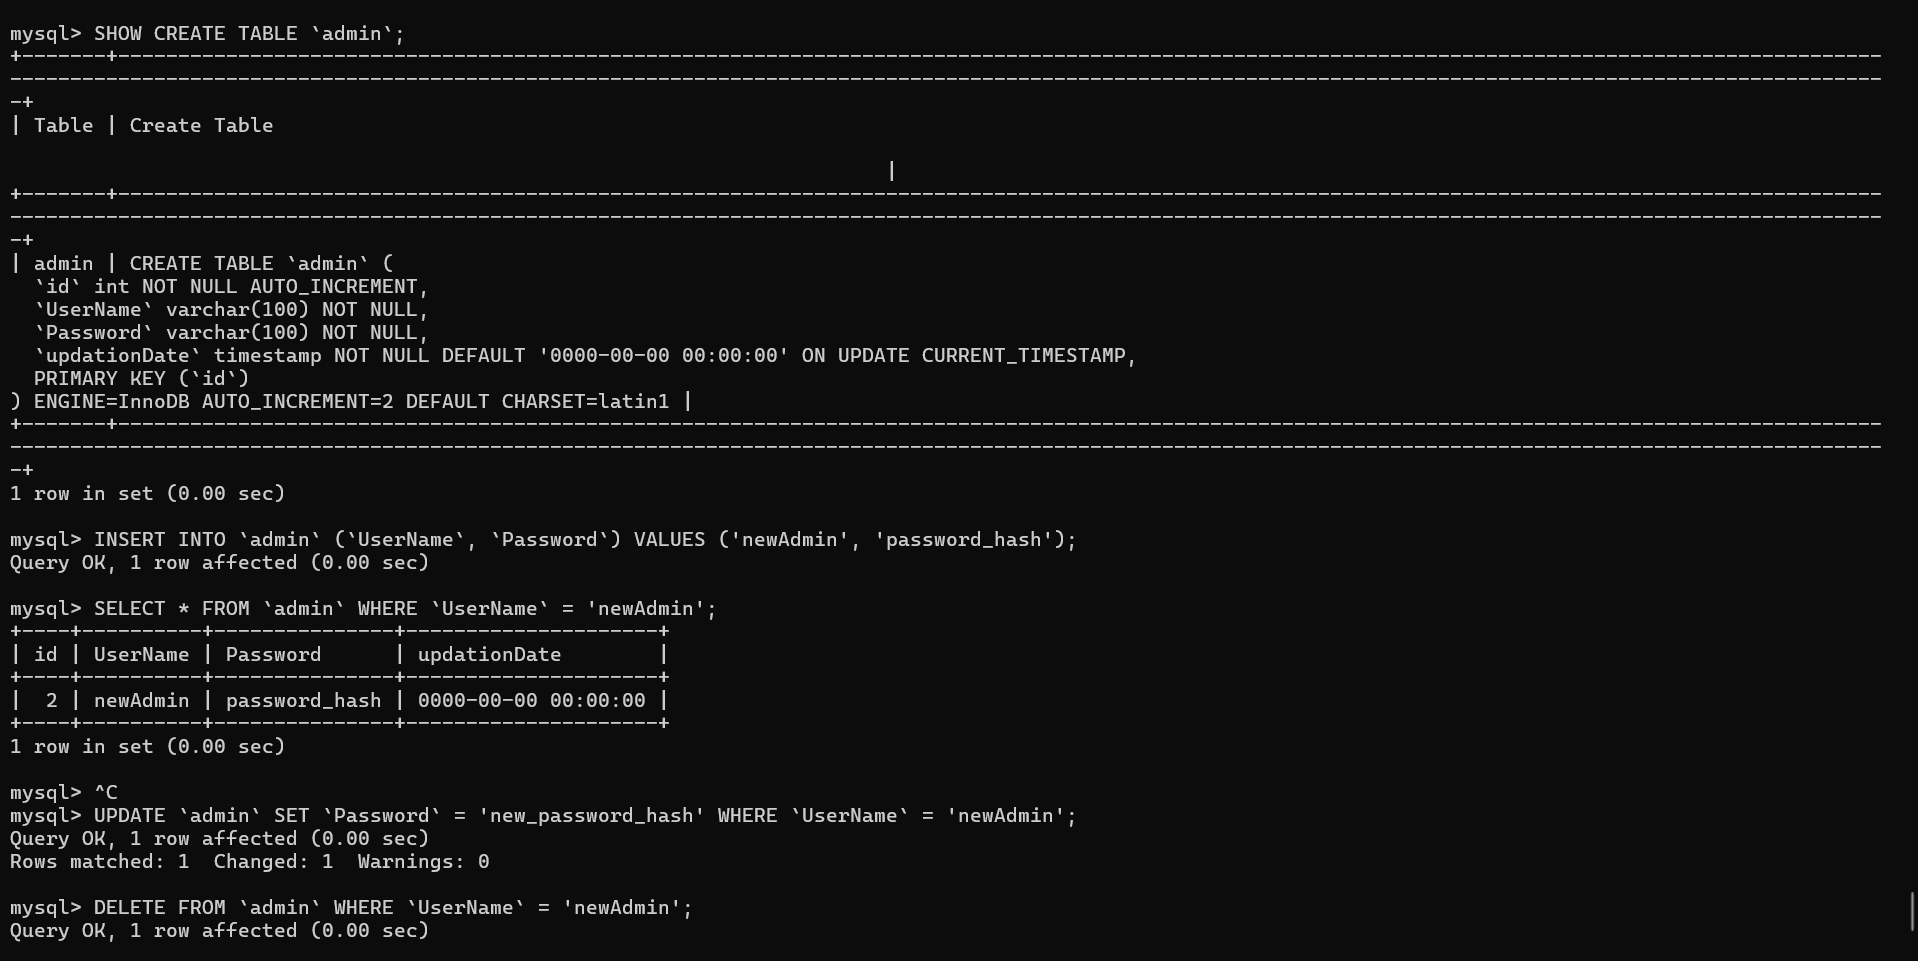 mysql> SHOW CREATE TABLE `admin`;
+-------+---------------------------------------------------------------------------------------------------------------------------------------------------
------------------------------------------------------------------------------------------------------------------------------------------------------------
-+
| Table | Create Table

|
+-------+---------------------------------------------------------------------------------------------------------------------------------------------------
------------------------------------------------------------------------------------------------------------------------------------------------------------
-+
| admin | CREATE TABLE `admin` (
  `id` int NOT NULL AUTO_INCREMENT,
  `UserName` varchar(100) NOT NULL,
  `Password` varchar(100) NOT NULL,
  `updationDate` timestamp NOT NULL DEFAULT '0000-00-00 00:00:00' ON UPDATE CURRENT_TIMESTAMP,
  PRIMARY KEY (`id`)
) ENGINE=InnoDB AUTO_INCREMENT=2 DEFAULT CHARSET=latin1 |
+-------+---------------------------------------------------------------------------------------------------------------------------------------------------
------------------------------------------------------------------------------------------------------------------------------------------------------------
-+
1 row in set (0.00 sec)

mysql> INSERT INTO `admin` (`UserName`, `Password`) VALUES ('newAdmin', 'password_hash');
Query OK, 1 row affected (0.00 sec)

mysql> SELECT * FROM `admin` WHERE `UserName` = 'newAdmin';
+----+----------+---------------+---------------------+
| id | UserName | Password      | updationDate        |
+----+----------+---------------+---------------------+
|  2 | newAdmin | password_hash | 0000-00-00 00:00:00 |
+----+----------+---------------+---------------------+
1 row in set (0.00 sec)

mysql> ^C
mysql> UPDATE `admin` SET `Password` = 'new_password_hash' WHERE `UserName` = 'newAdmin';
Query OK, 1 row affected (0.00 sec)
Rows matched: 1  Changed: 1  Warnings: 0

mysql> DELETE FROM `admin` WHERE `UserName` = 'newAdmin';
Query OK, 1 row affected (0.00 sec)